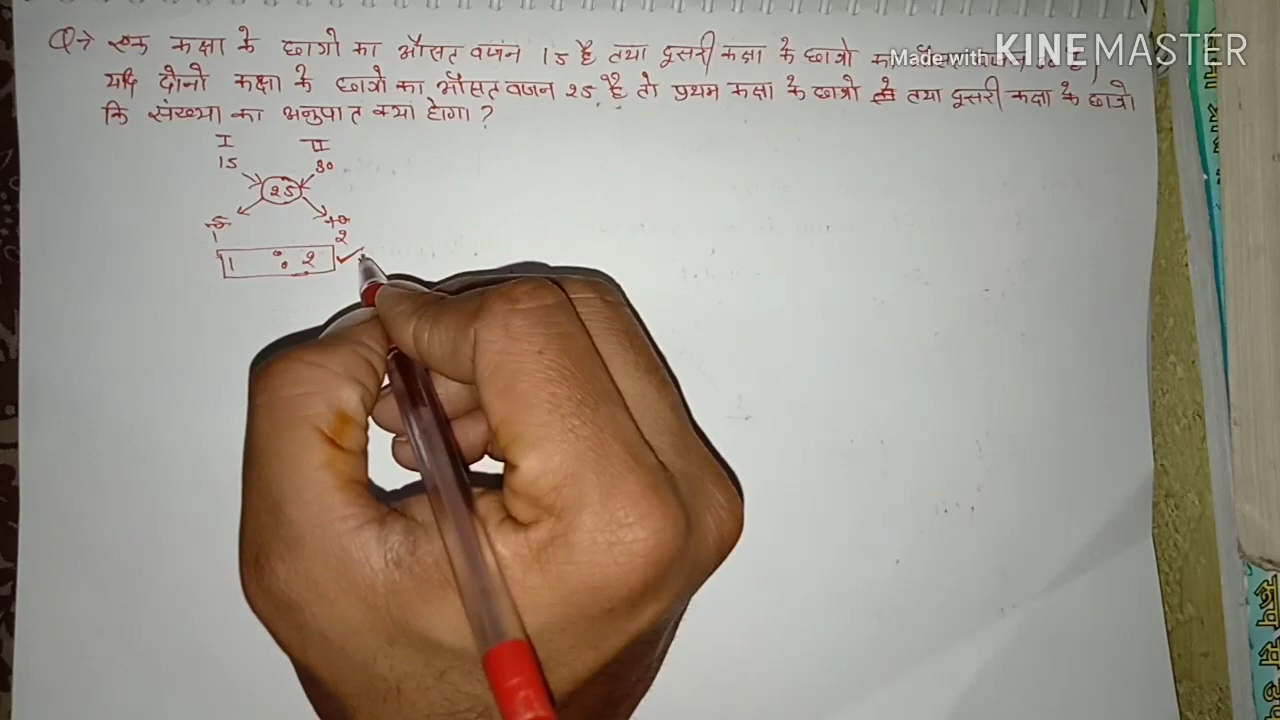 Q→ एक कक्षा के छात्रो का औसत वजन 15 है तथा दुसरी कक्षा के छात्रो
Made with KINEMASTER
यदि दोनो कक्षा के छात्रो का औसत वजन 25 है तो प्रथम कक्षा के छात्रो तथा दुसरी कक्षा के छात्रो
कि संख्या का अनुपात क्या होगा ?
I II
15 30
25
1 2
1 : 2